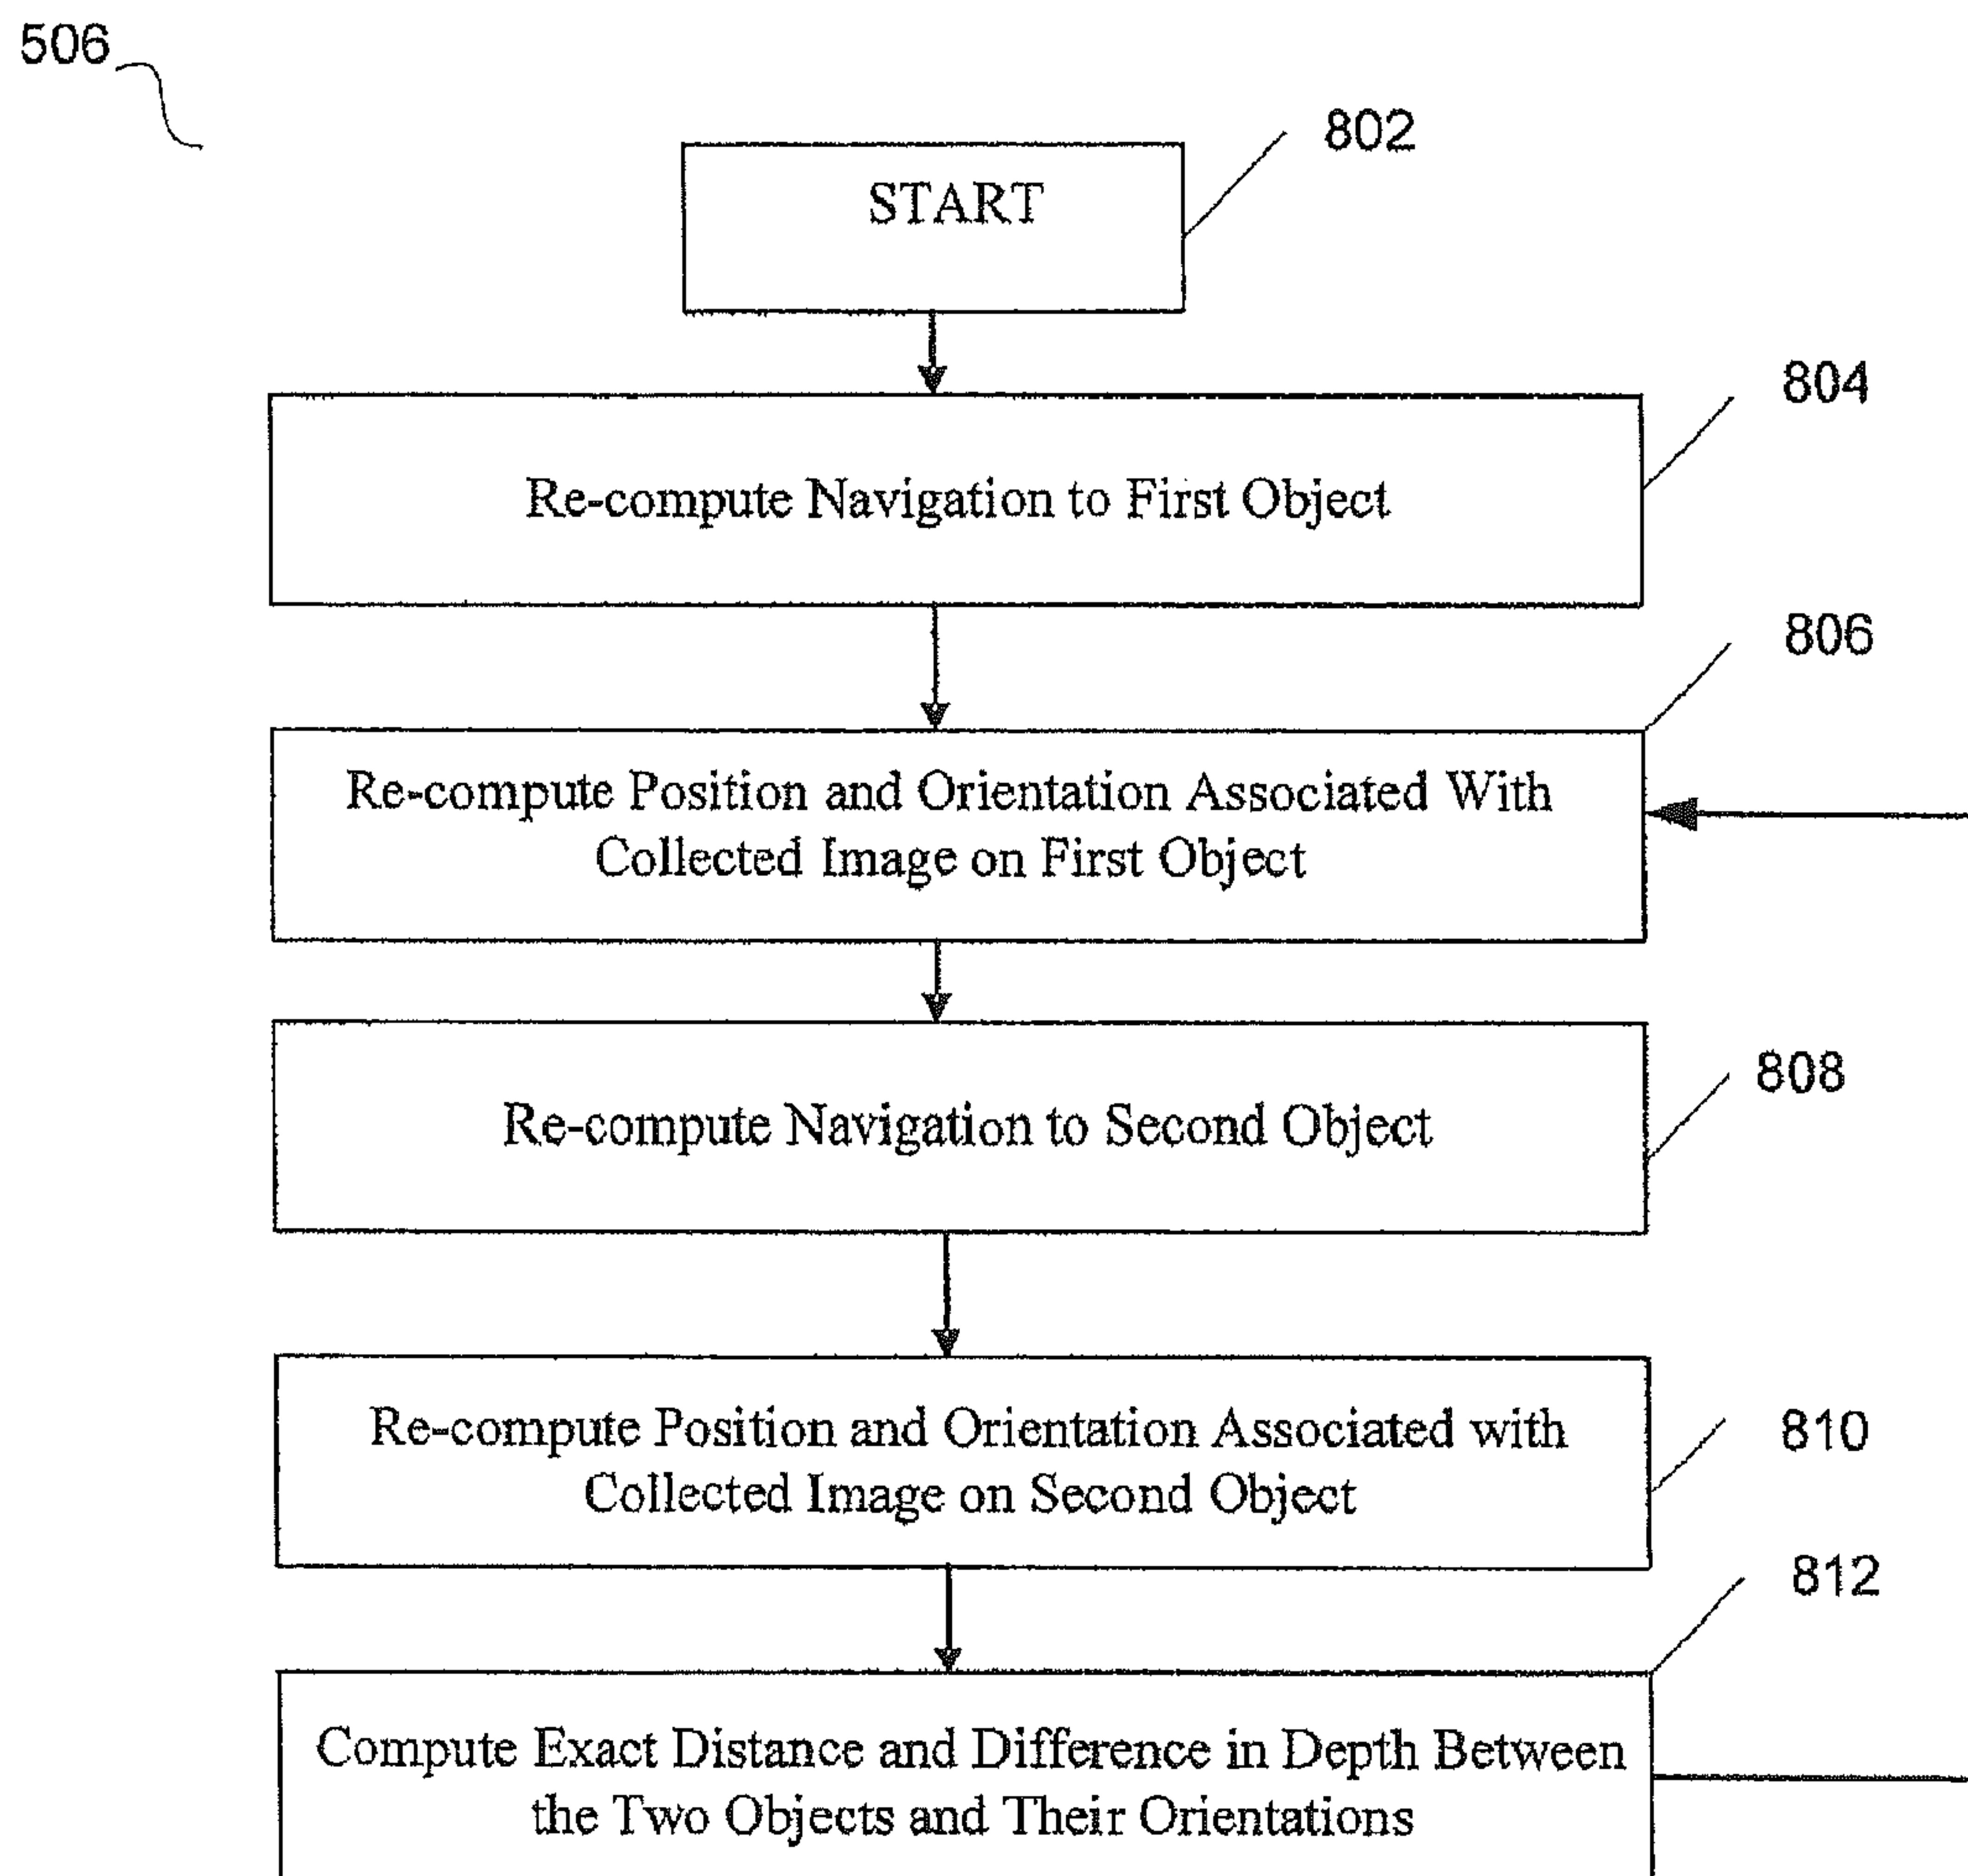 506
802
START
804
Re-compute Navigation to First Object
806
Re-compute Position and Orientation Associated With
Collected Image on First Object
808
Re-compute Navigation to Second Object
810
Re-compute Position and Orientation Associated with
Collected Image on Second Object
812
Compute Exact Distance and Difference in Depth Between
the Two Objects and Their Orientations